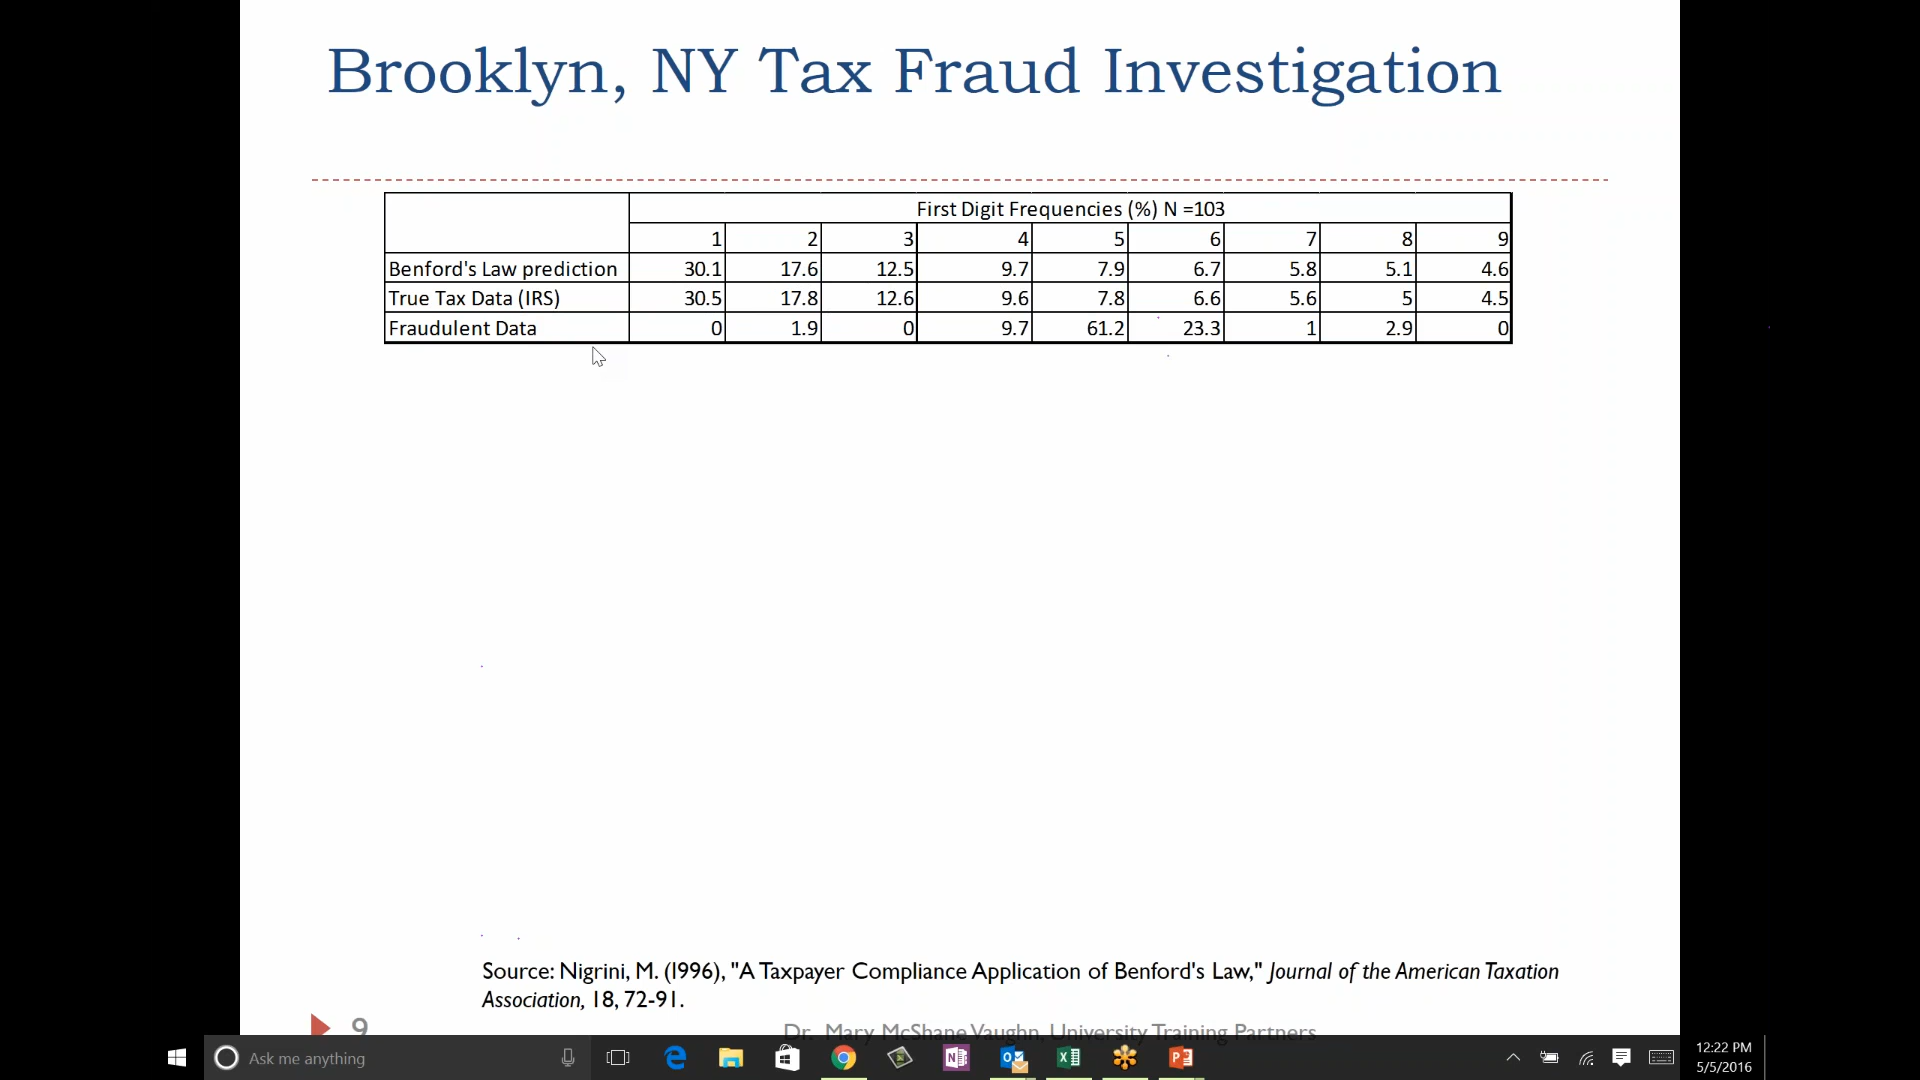 Brooklyn, NY Tax Fraud Investigation
First Digit Frequencies (%) N =103
1 2 3 4 5 6 7 8 9
Benford's Law prediction 30.1 17.6 12.5 9.7 7.9 6.7 5.8 5.1 4.6
True Tax Data (IRS) 30.5 17.8 12.6 9.6 7.8 6.6 5.6 5 4.5
Fraudulent Data 0 1.9 0 9.7 61.2 23.3 1 2.9 0
Source: Nigrini, M. (1996), "A Taxpayer Compliance Application of Benford's Law," Journal of the American Taxation
Association, 18, 72-91.
9
Dr. Mary McShane Vaughn, University Training Partners
Ask me anything
12:22 PM
5/5/2016